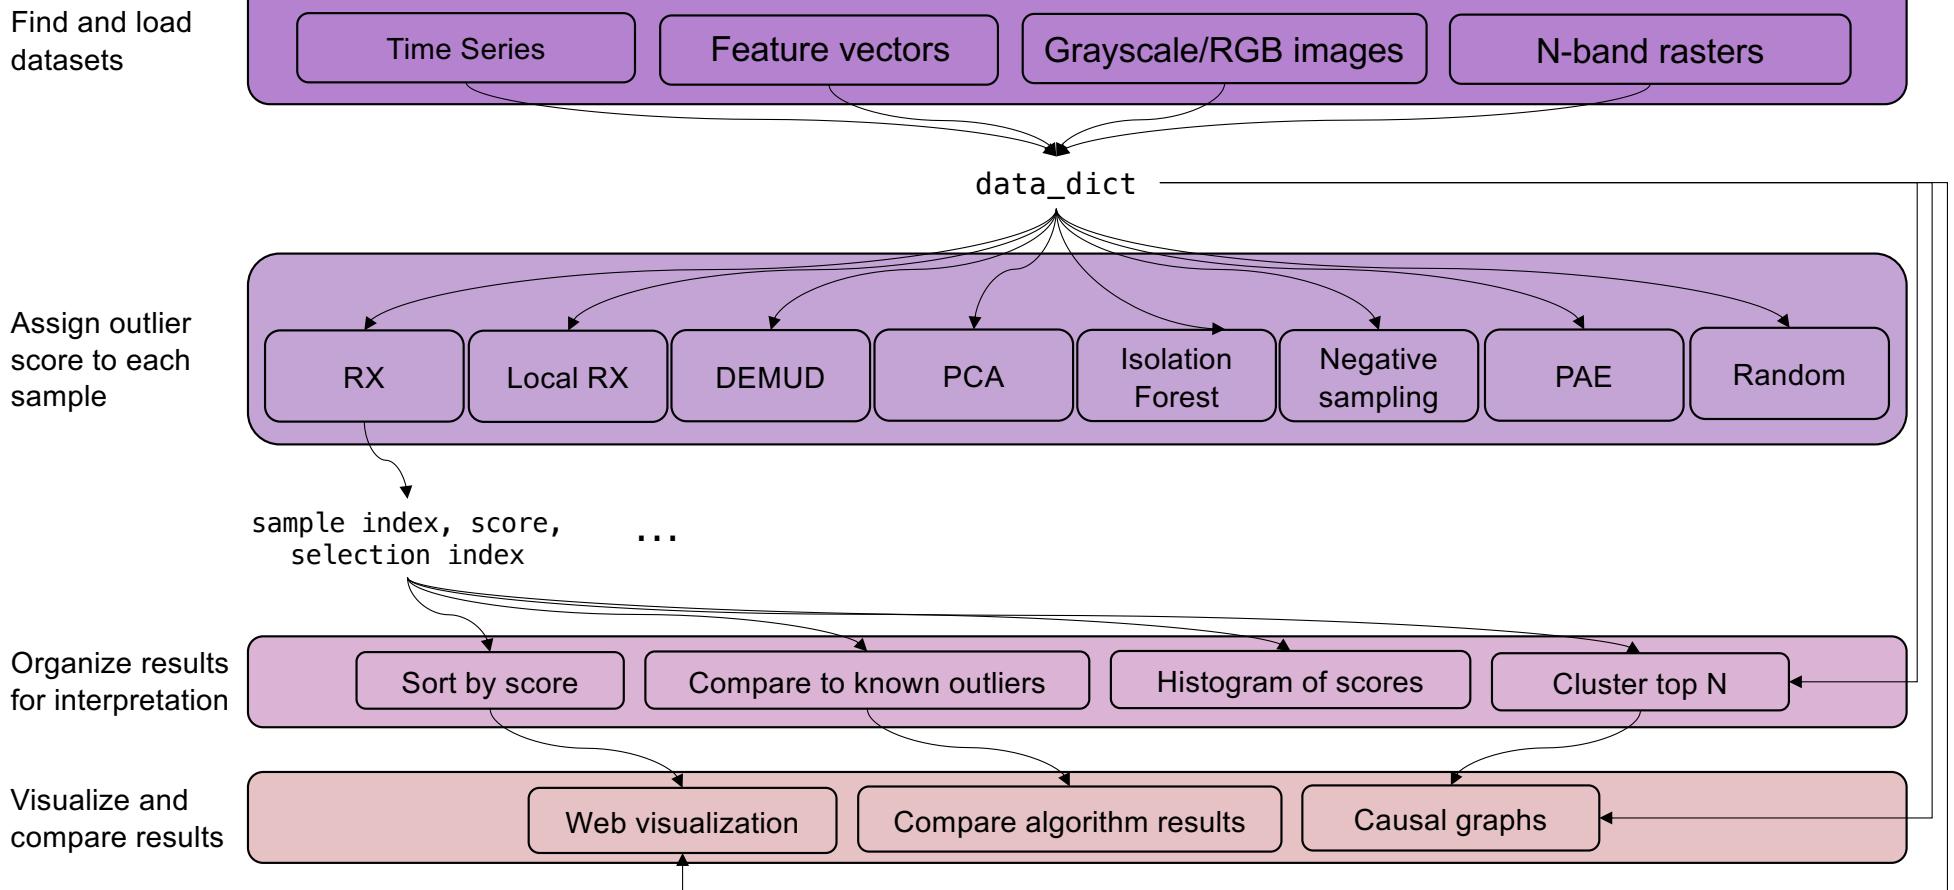 Find and load
datasets
Time Series
Feature vectors
Grayscale/RGB images
N-band rasters
data_dict
Assign outlier
score to each
sample
RX
Local RX
DEMUD
PCA
Isolation
Forest
Negative
sampling
PAE
Random
sample index, score,
selection index
...
Organize results
for interpretation
Sort by score
Compare to known outliers
Histogram of scores
Cluster top N
Visualize and
compare results
Web visualization
Compare algorithm results
Causal graphs